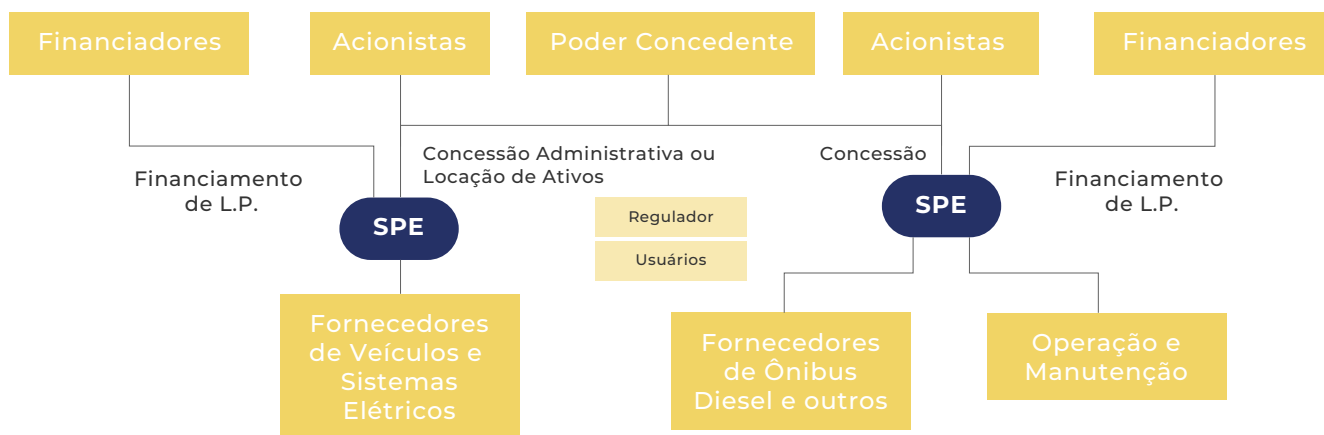 Financiadores
Acionistas
Poder Concedente
Acionistas
Financiadores
Concessão Administrativa ou
Locação de Ativos
Concessão
Financiamento
de L.P.
Financiamento
de L.P.
SPE
SPE
Regulador
Usuários
Fornecedores
de Veículos e
Sistemas
Elétricos
Fornecedores
de Ônibus
Diesel e outros
Operação e
Manutenção